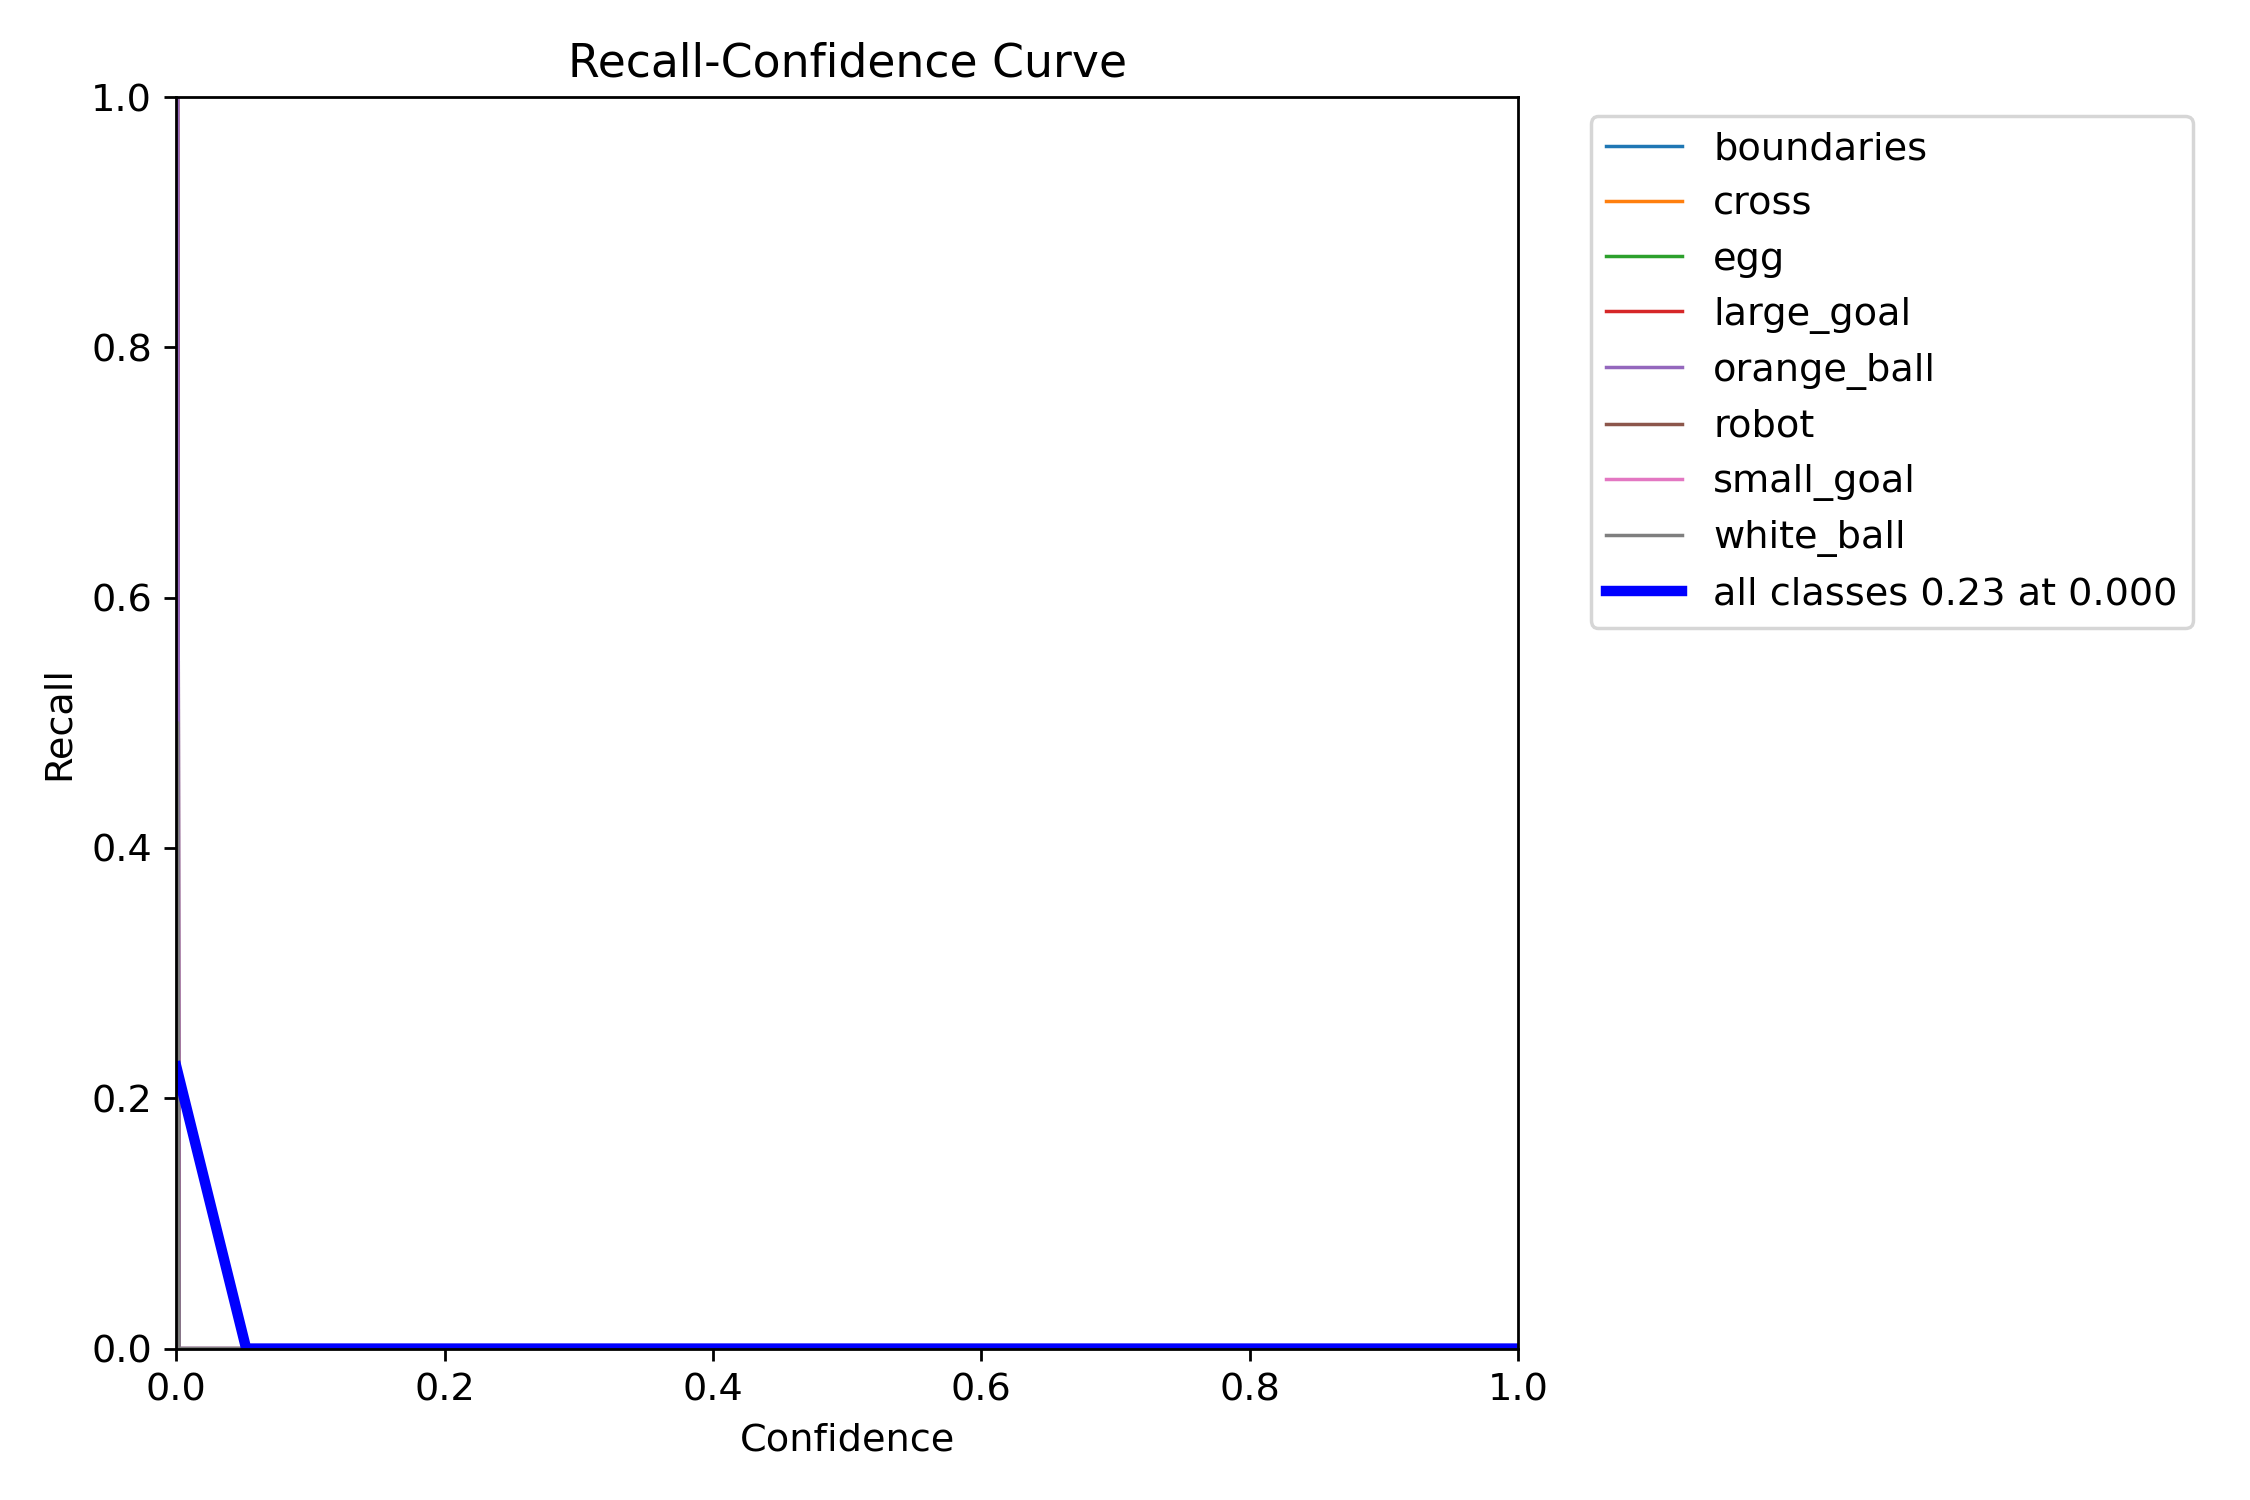 Recall-Confidence Curve
1.0
0.8
0.6
0.4
0.2
0.0
Recall
0.0 0.2 0.4 0.6 0.8 1.0
Confidence
boundaries
cross
egg
large_goal
orange_ball
robot
small_goal
white_ball
all classes 0.23 at 0.000